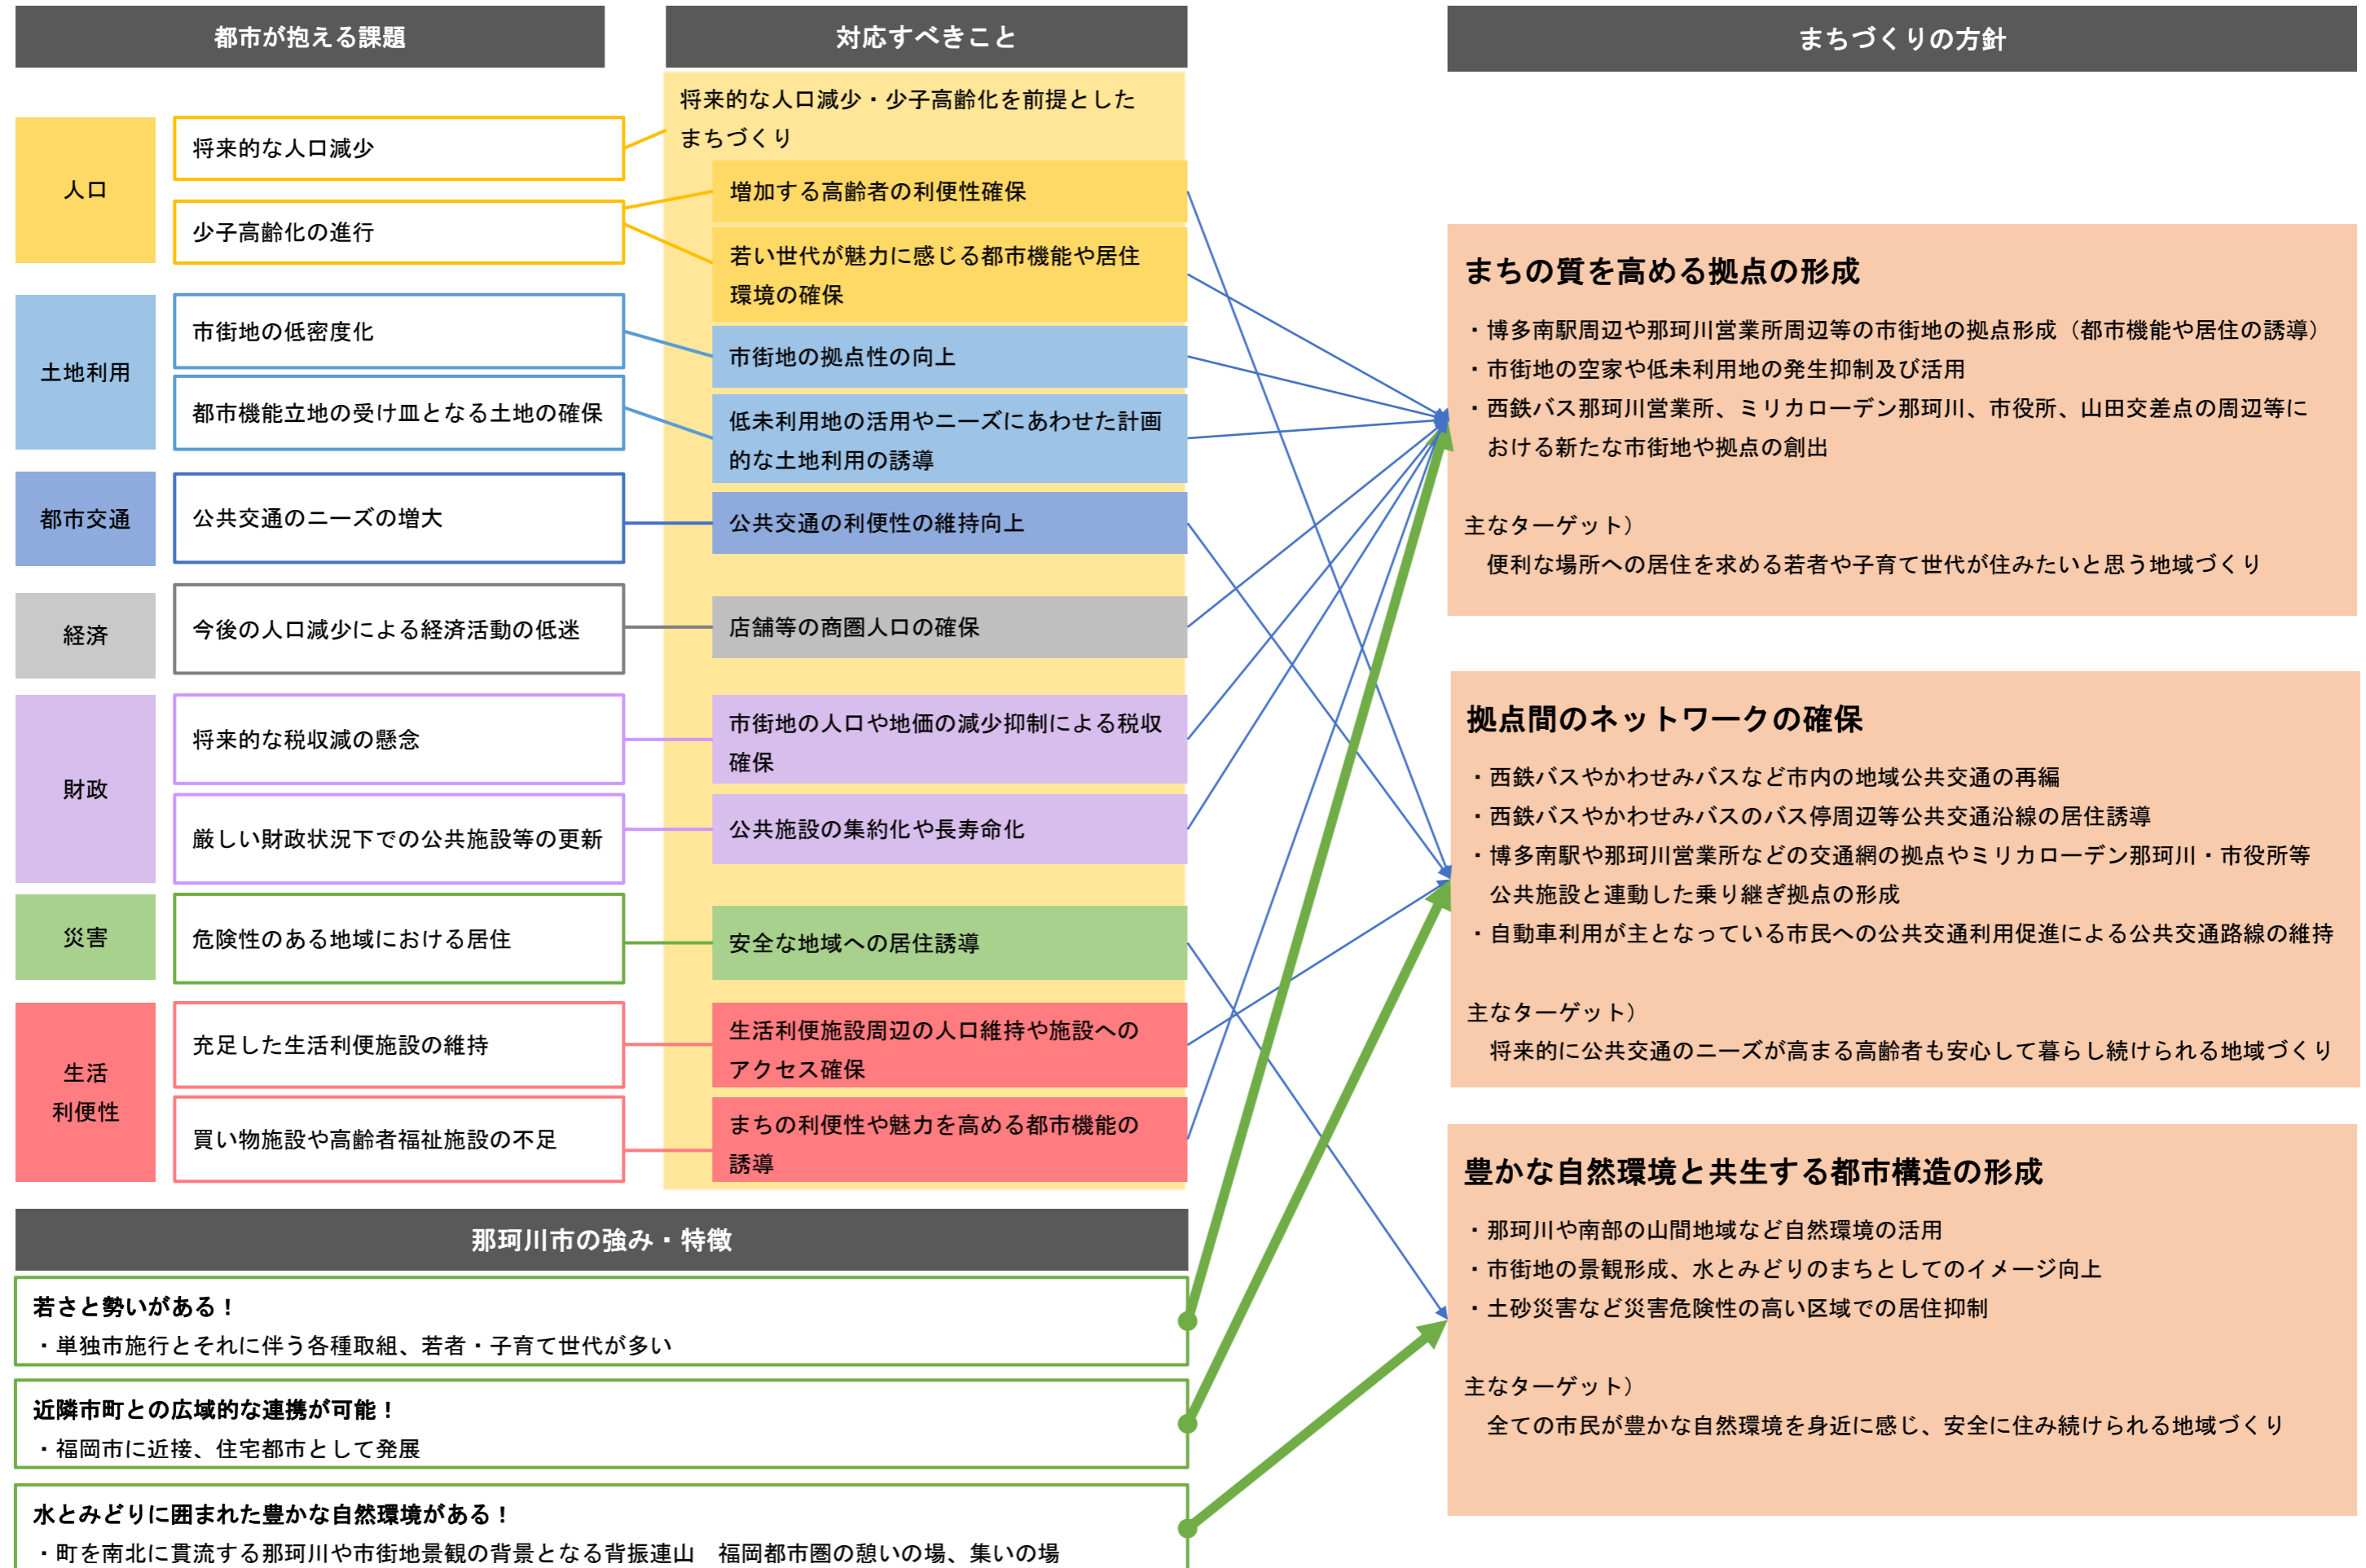 都市が抱える課題
対応すべきこと
まちづくりの方針
人口
将来的な人口減少
少子高齢化の進行
土地利用
市街地の低密度化
都市機能立地の受け皿となる土地の確保
都市交通
公共交通のニーズの増大
経済
今後の人口減少による経済活動の低迷
財政
将来的な税収減の懸念
厳しい財政状況下での公共施設等の更新
災害
危険性のある地域における居住
生活
利便性
充足した生活利便施設の維持
買い物施設や高齢者福祉施設の不足
将来的な人口減少・少子高齢化を前提とした
まちづくり
増加する高齢者の利便性確保
若い世代が魅力に感じる都市機能や居住
環境の確保
市街地の拠点性の向上
低未利用地の活用やニーズにあわせた計画
的な土地利用の誘導
公共交通の利便性の維持向上
店舗等の商圏人口の確保
市街地の人口や地価の減少抑制による税収
確保
公共施設の集約化や長寿命化
安全な地域への居住誘導
生活利便施設周辺の人口維持や施設への
アクセス確保
まちの利便性や魅力を高める都市機能の
誘導
那珂川市の強み・特徴
若さと勢いがある！
・単独市施行とそれに伴う各種取組、若者・子育て世代が多い
近隣市町との広域的な連携が可能！
・福岡市に近接、住宅都市として発展
水とみどりに囲まれた豊かな自然環境がある！
・町を南北に貫流する那珂川や市街地景観の背景となる背振連山　福岡都市圏の憩いの場、集いの場
まちの質を高める拠点の形成
・博多南駅周辺や那珂川営業所周辺等の市街地の拠点形成（都市機能や居住の誘導）
・市街地の空家や低未利用地の発生抑制及び活用
・西鉄バス那珂川営業所、ミリカローデン那珂川、市役所、山田交差点の周辺等に
おける新たな市街地や拠点の創出
主なターゲット）
便利な場所への居住を求める若者や子育て世代が住みたいと思う地域づくり
拠点間のネットワークの確保
・西鉄バスやかわせみバスなど市内の地域公共交通の再編
・西鉄バスやかわせみバスのバス停周辺等公共交通沿線の居住誘導
・博多南駅や那珂川営業所などの交通網の拠点やミリカローデン那珂川・市役所等
公共施設と連動した乗り継ぎ拠点の形成
・自動車利用が主となっている市民への公共交通利用促進による公共交通路線の維持
主なターゲット）
将来的に公共交通のニーズが高まる高齢者も安心して暮らし続けられる地域づくり
豊かな自然環境と共生する都市構造の形成
・那珂川や南部の山間地域など自然環境の活用
・市街地の景観形成、水とみどりのまちとしてのイメージ向上
・土砂災害など災害危険性の高い区域での居住抑制
主なターゲット）
全ての市民が豊かな自然環境を身近に感じ、安全に住み続けられる地域づくり